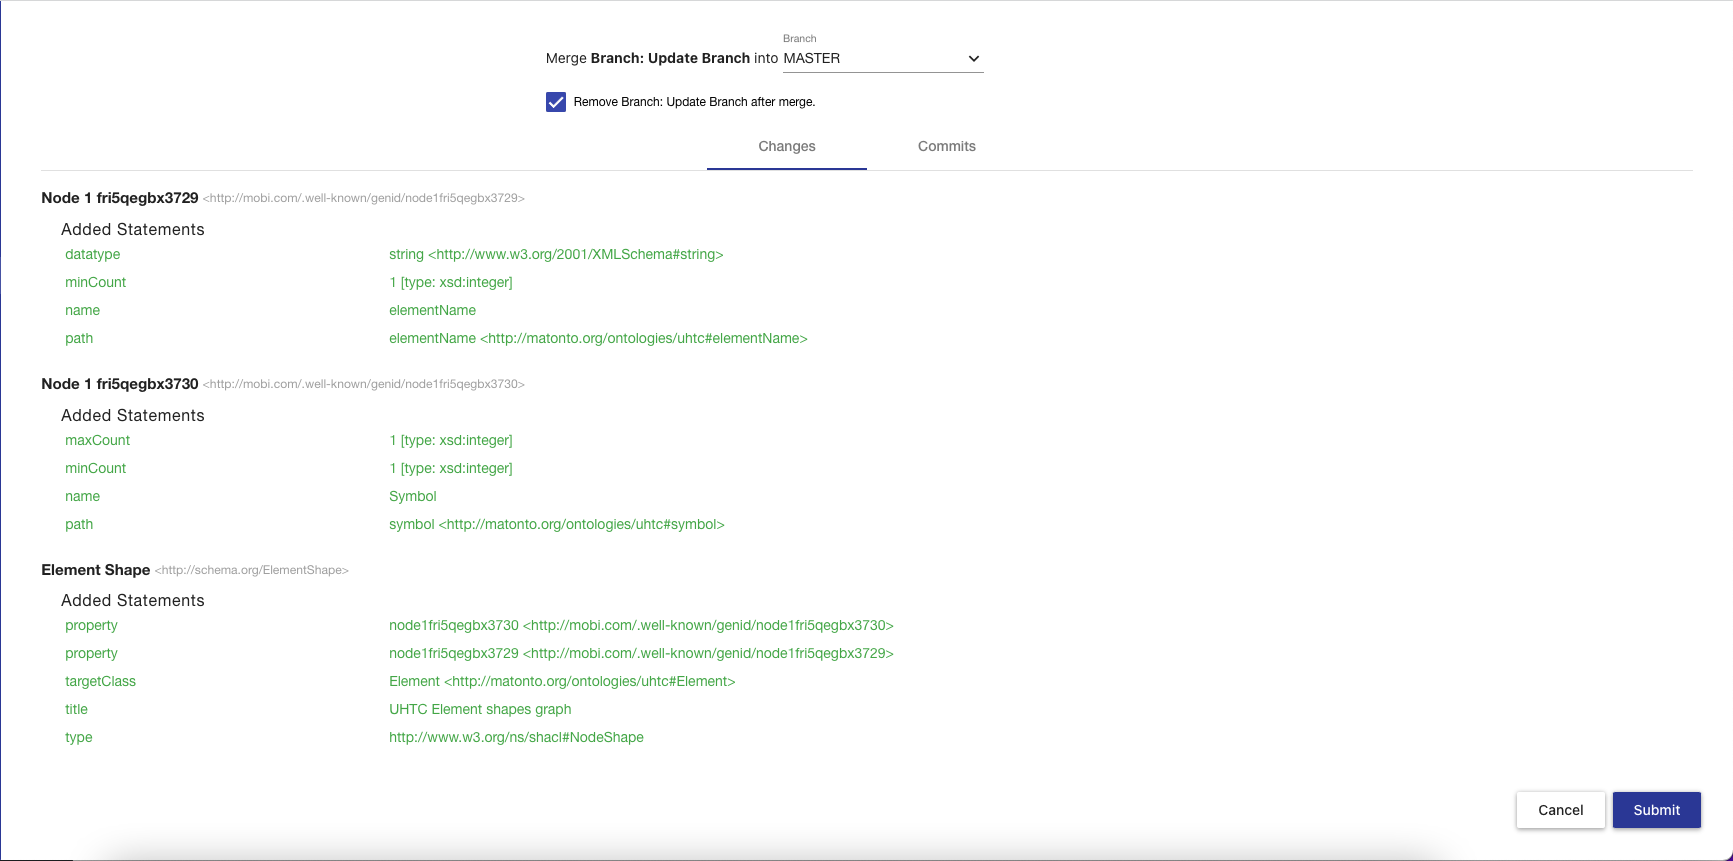 Branch
Merge Branch: Update Branch into MASTER
Remove Branch: Update Branch after merge.
Changes Commits
Node 1 fri5qegbx3729 <http://mobi.com/.well-known/genid/node1fri5qegbx3729>
Added Statements
datatype string <http://www.w3.org/2001/XMLSchema#string>
minCount 1 [type: xsd:integer]
name elementName
path elementName <http://matonto.org/ontologies/uhtc#elementName>
Node 1 fri5qegbx3730 <http://mobi.com/.well-known/genid/node1fri5qegbx3730>
Added Statements
maxCount 1 [type: xsd:integer]
minCount 1 [type: xsd:integer]
name Symbol
path symbol <http://matonto.org/ontologies/uhtc#symbol>
Element Shape <http://schema.org/ElementShape>
Added Statements
property node1fri5qegbx3730 <http://mobi.com/.well-known/genid/node1fri5qegbx3730>
property node1fri5qegbx3729 <http://mobi.com/.well-known/genid/node1fri5qegbx3729>
targetClass Element <http://matonto.org/ontologies/uhtc#Element>
title UHTC Element shapes graph
type http://www.w3.org/ns/shacl#NodeShape
Cancel Submit